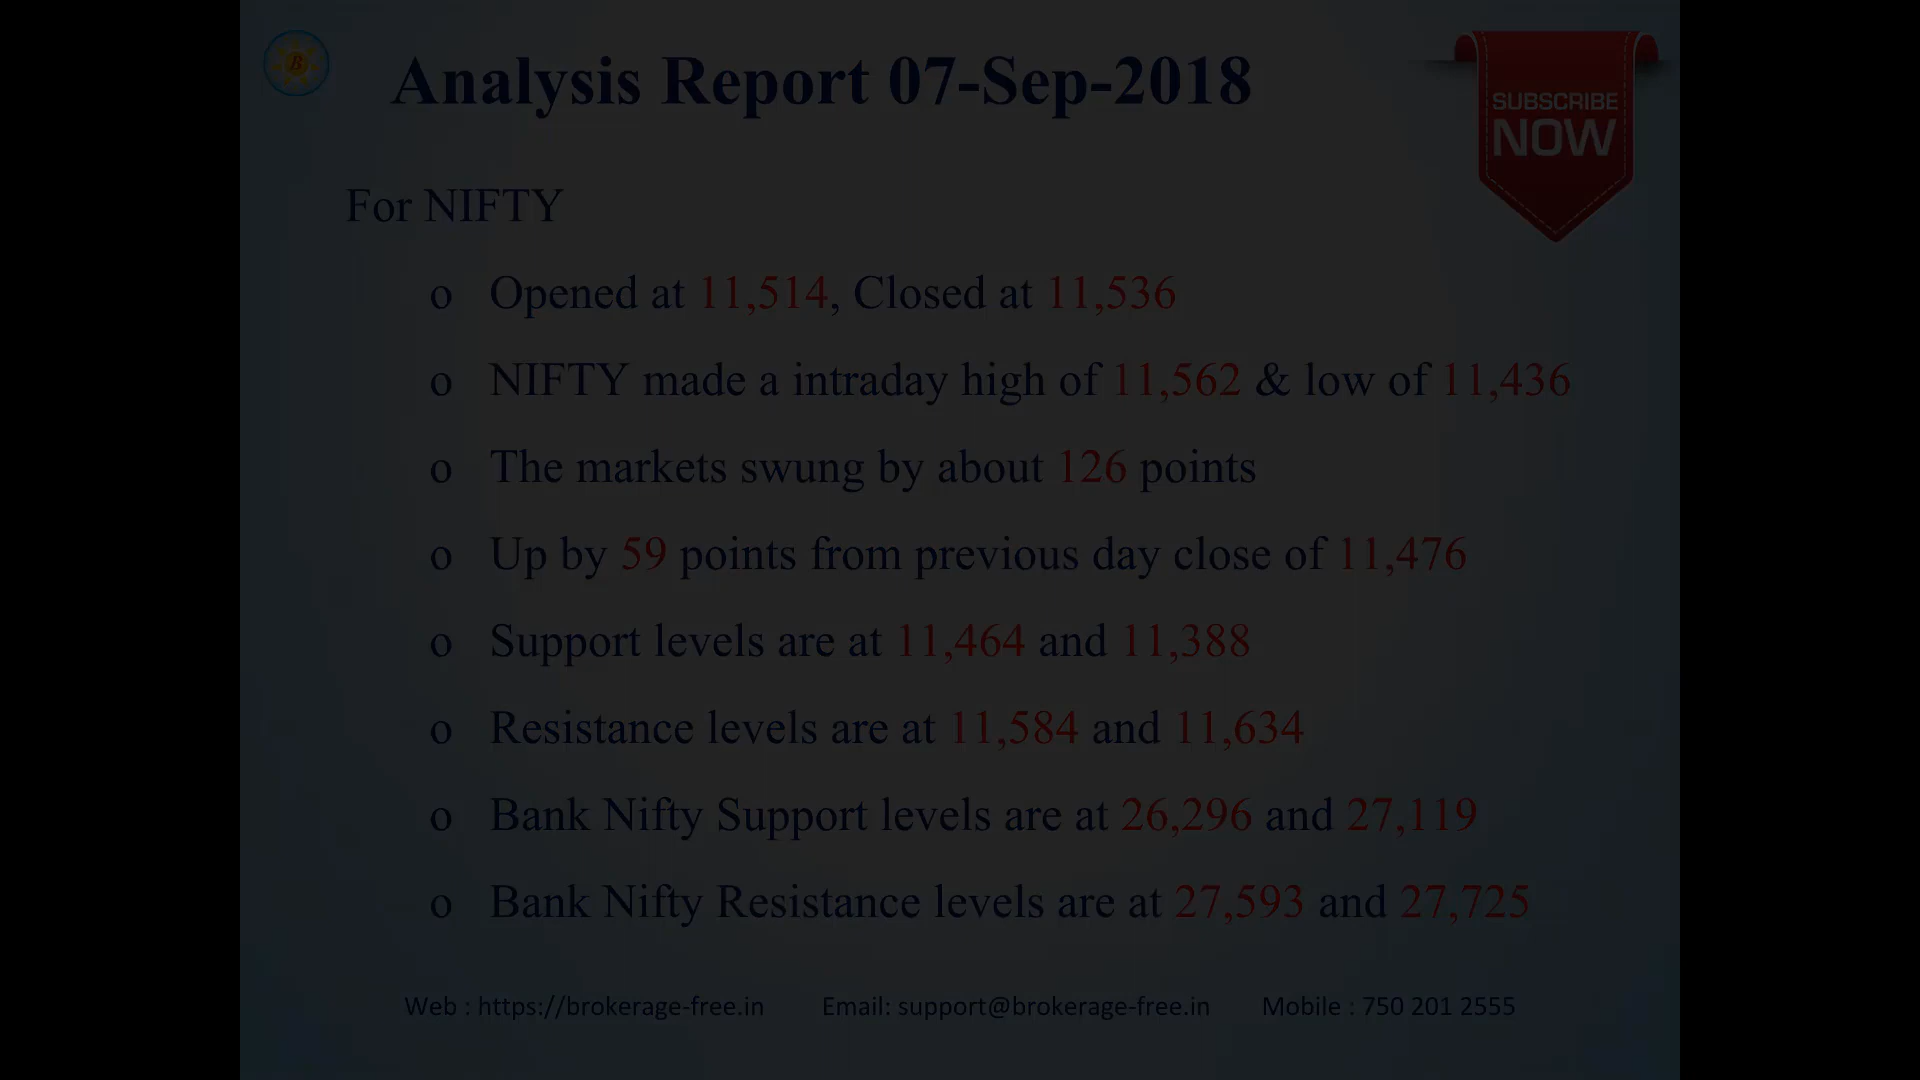 B
Analysis Report 07-Sep-2018
SUBSCRIBE
NOW
For NIFTY
o Opened at 11,514, Closed at 11,536
o NIFTY made a intraday high of 11,562 & low of 11,436
o The markets swung by about 126 points
o Up by 59 points from previous day close of 11,476
o Support levels are at 11,464 and 11,388
o Resistance levels are at 11,584 and 11,634
o Bank Nifty Support levels are at 26,296 and 27,119
o Bank Nifty Resistance levels are at 27,593 and 27,725
Web : https://brokerage-free.in Email: support@brokerage-free.in Mobile : 750 201 2555